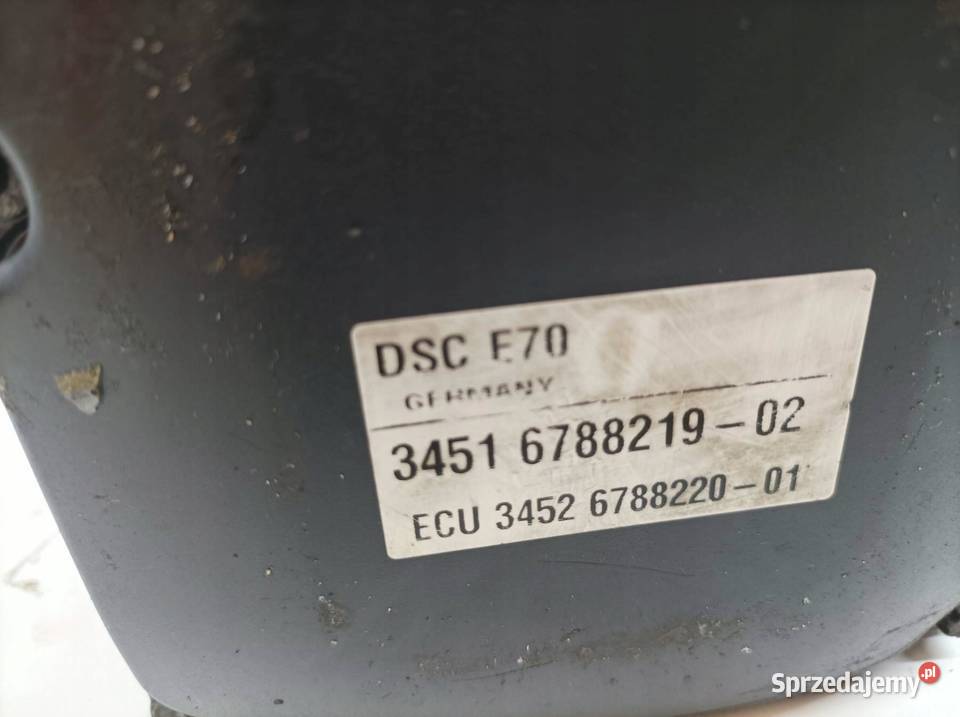 DSC E70
GERMANY
3451 6788219-02
ECU 3452 6788220-01
Sprzedajemy.pl